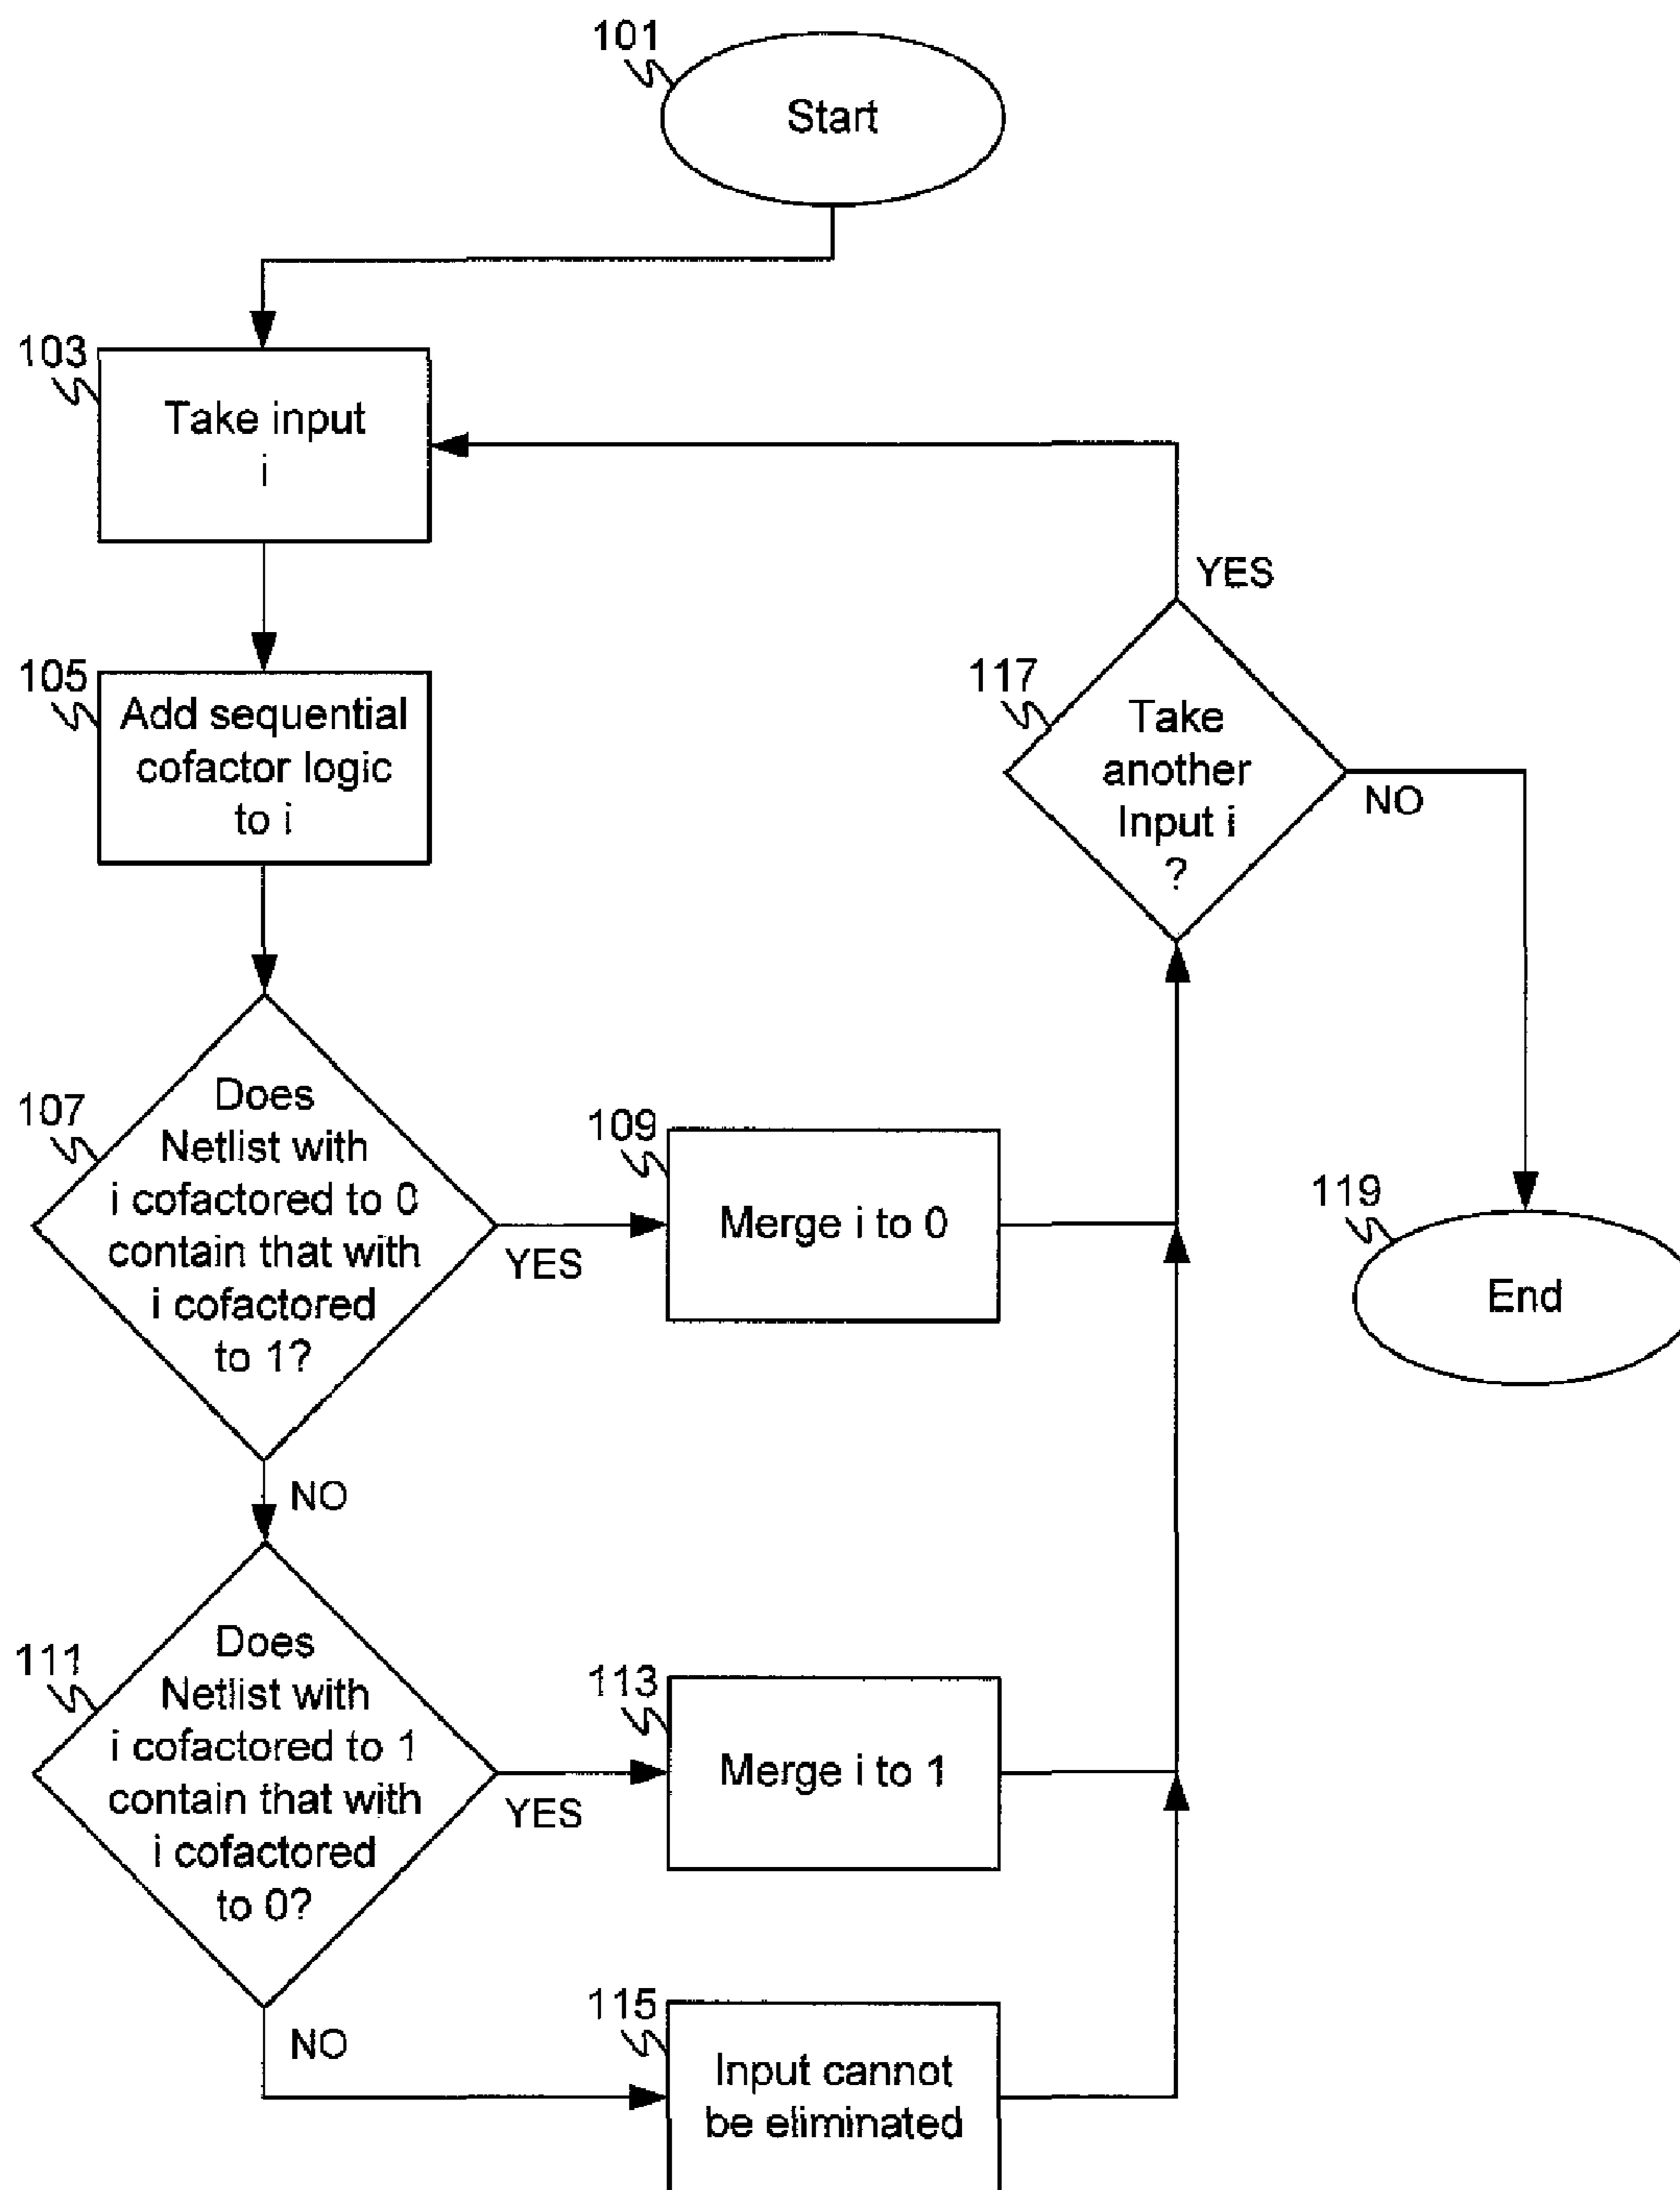 101
Start
103
Take input
i
105
Add sequential
cofactor logic
to i
YES
117
Take
another
Input i
?
NO
107
Does
Netlist with
i cofactored to 0
contain that with
i cofactored
to 1?
YES
109
Merge i to 0
119
End
NO
111
Does
Netlist with
i cofactored to 1
contain that with
i cofactored
to 0?
YES
113
Merge i to 1
NO
115
Input cannot
be eliminated